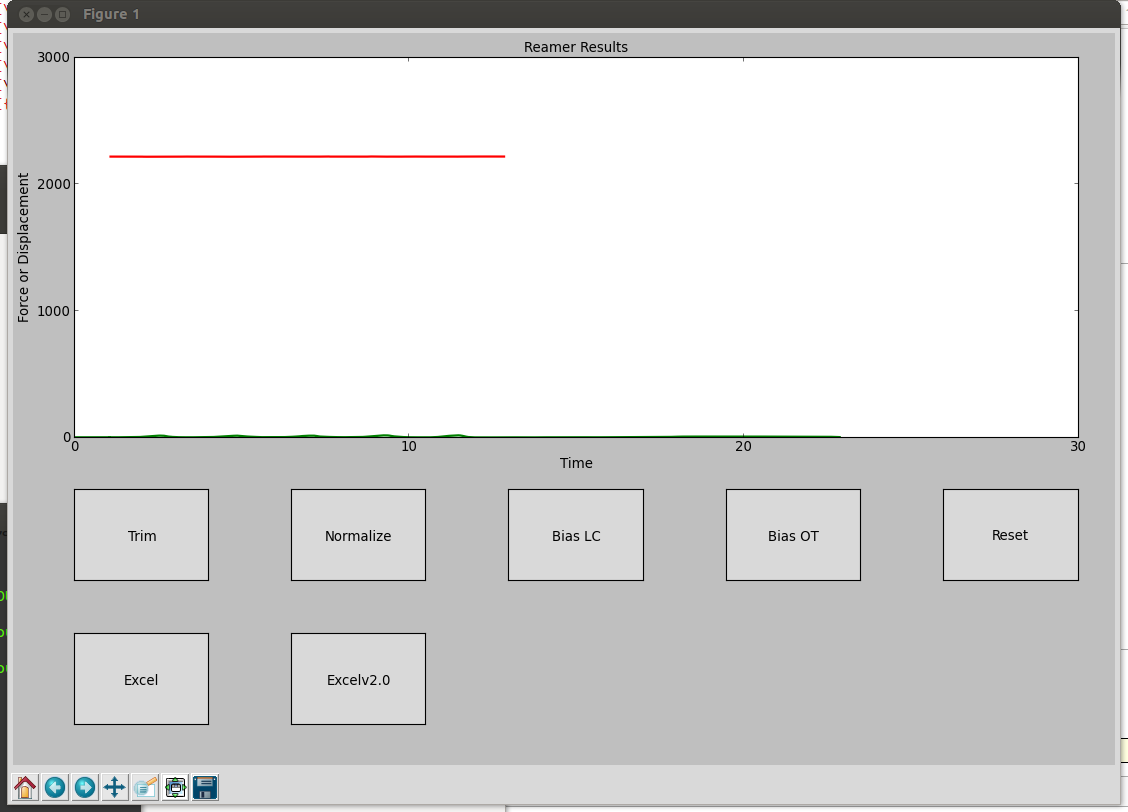 Figure 1
Reamer Results
3000
2000
1000
0
Force or Displacement
0 10 20 30
Time
Trim Normalize Bias LC Bias OT Reset
Excel Excelv2.0